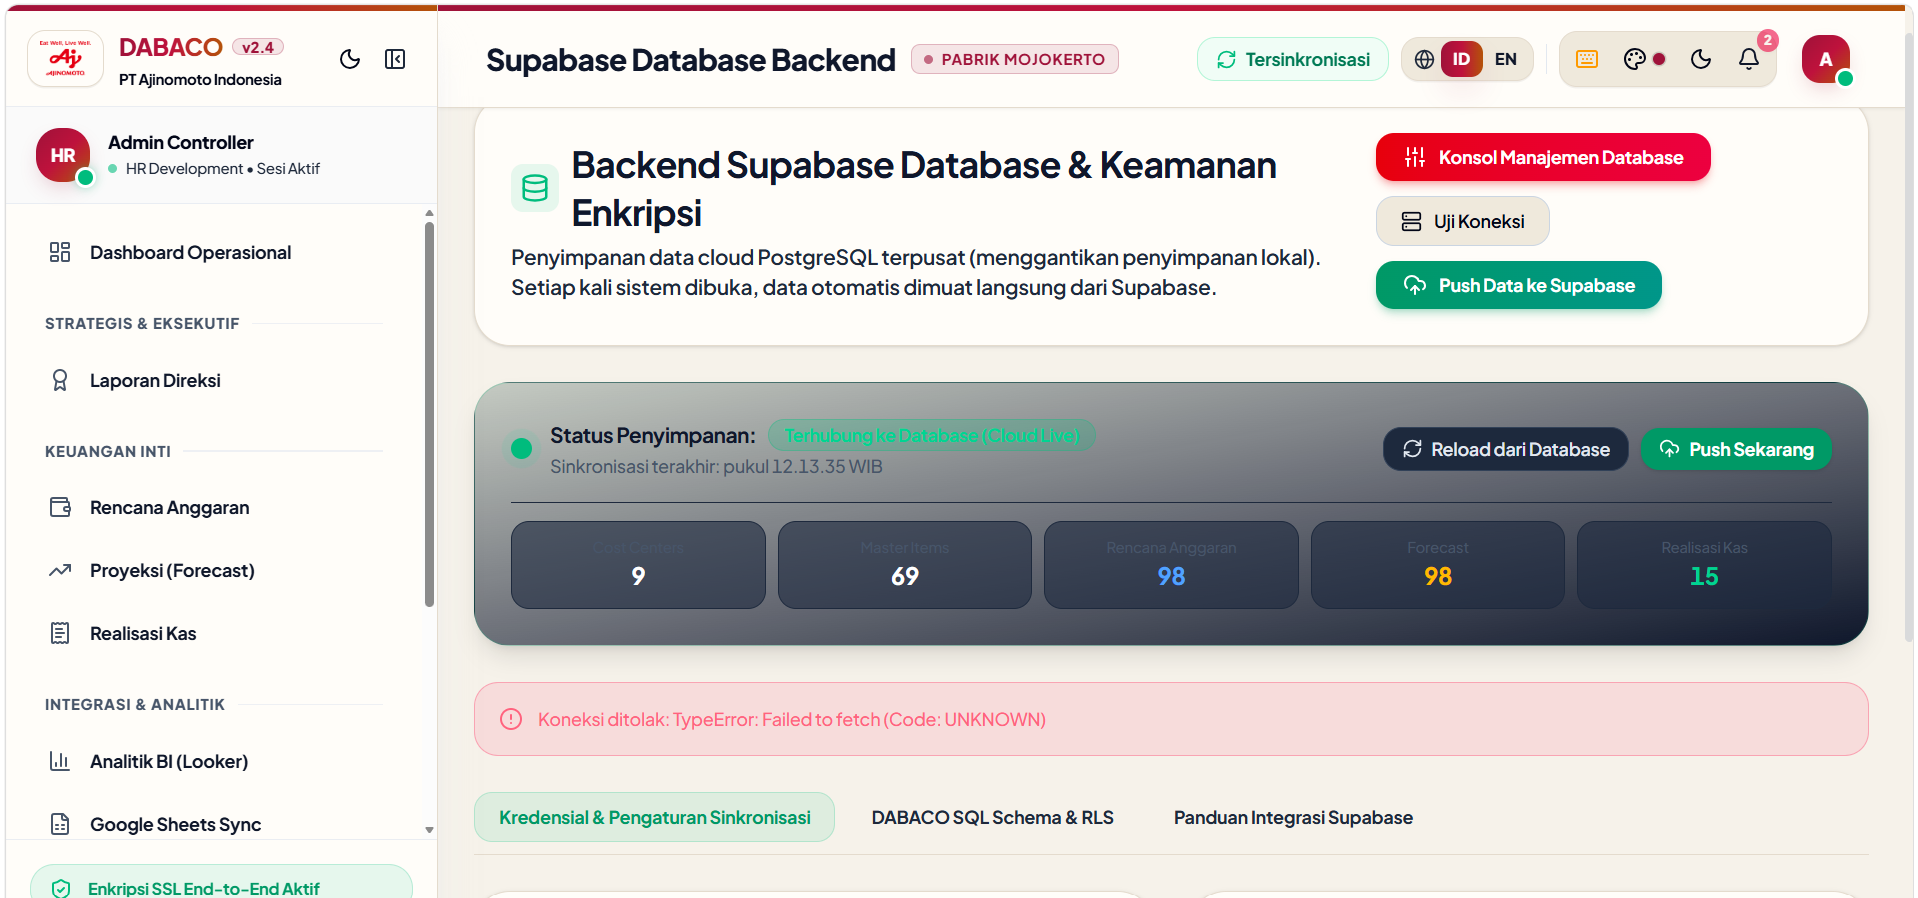 Eat Well, Live Well.
AJINOMOTO
DABACO
v2.4
PT Ajinomoto Indonesia
HR
Admin Controller
HR Development • Sesi Aktif
Dashboard Operasional
STRATEGIS & EKSEKUTIF
Laporan Direksi
KEUANGAN INTI
Rencana Anggaran
Proyeksi (Forecast)
Realisasi Kas
INTEGRASI & ANALITIK
Analitik BI (Looker)
Google Sheets Sync
Enkripsi SSL End-to-End Aktif
Supabase Database Backend
PABRIK MOJOKERTO
Tersinkronisasi
ID
EN
2
A
Backend Supabase Database & Keamanan
Enkripsi
Penyimpanan data cloud PostgreSQL terpusat (menggantikan penyimpanan lokal).
Setiap kali sistem dibuka, data otomatis dimuat langsung dari Supabase.
Konsol Manajemen Database
Uji Koneksi
Push Data ke Supabase
Status Penyimpanan:
Terhubung ke Database (Cloud Live)
Sinkronisasi terakhir: pukul 12.13.35 WIB
Reload dari Database
Push Sekarang
Cost Centers
9
Master Items
69
Rencana Anggaran
98
Forecast
98
Realisasi Kas
15
Koneksi ditolak: TypeError: Failed to fetch (Code: UNKNOWN)
Kredensial & Pengaturan Sinkronisasi
DABACO SQL Schema & RLS
Panduan Integrasi Supabase